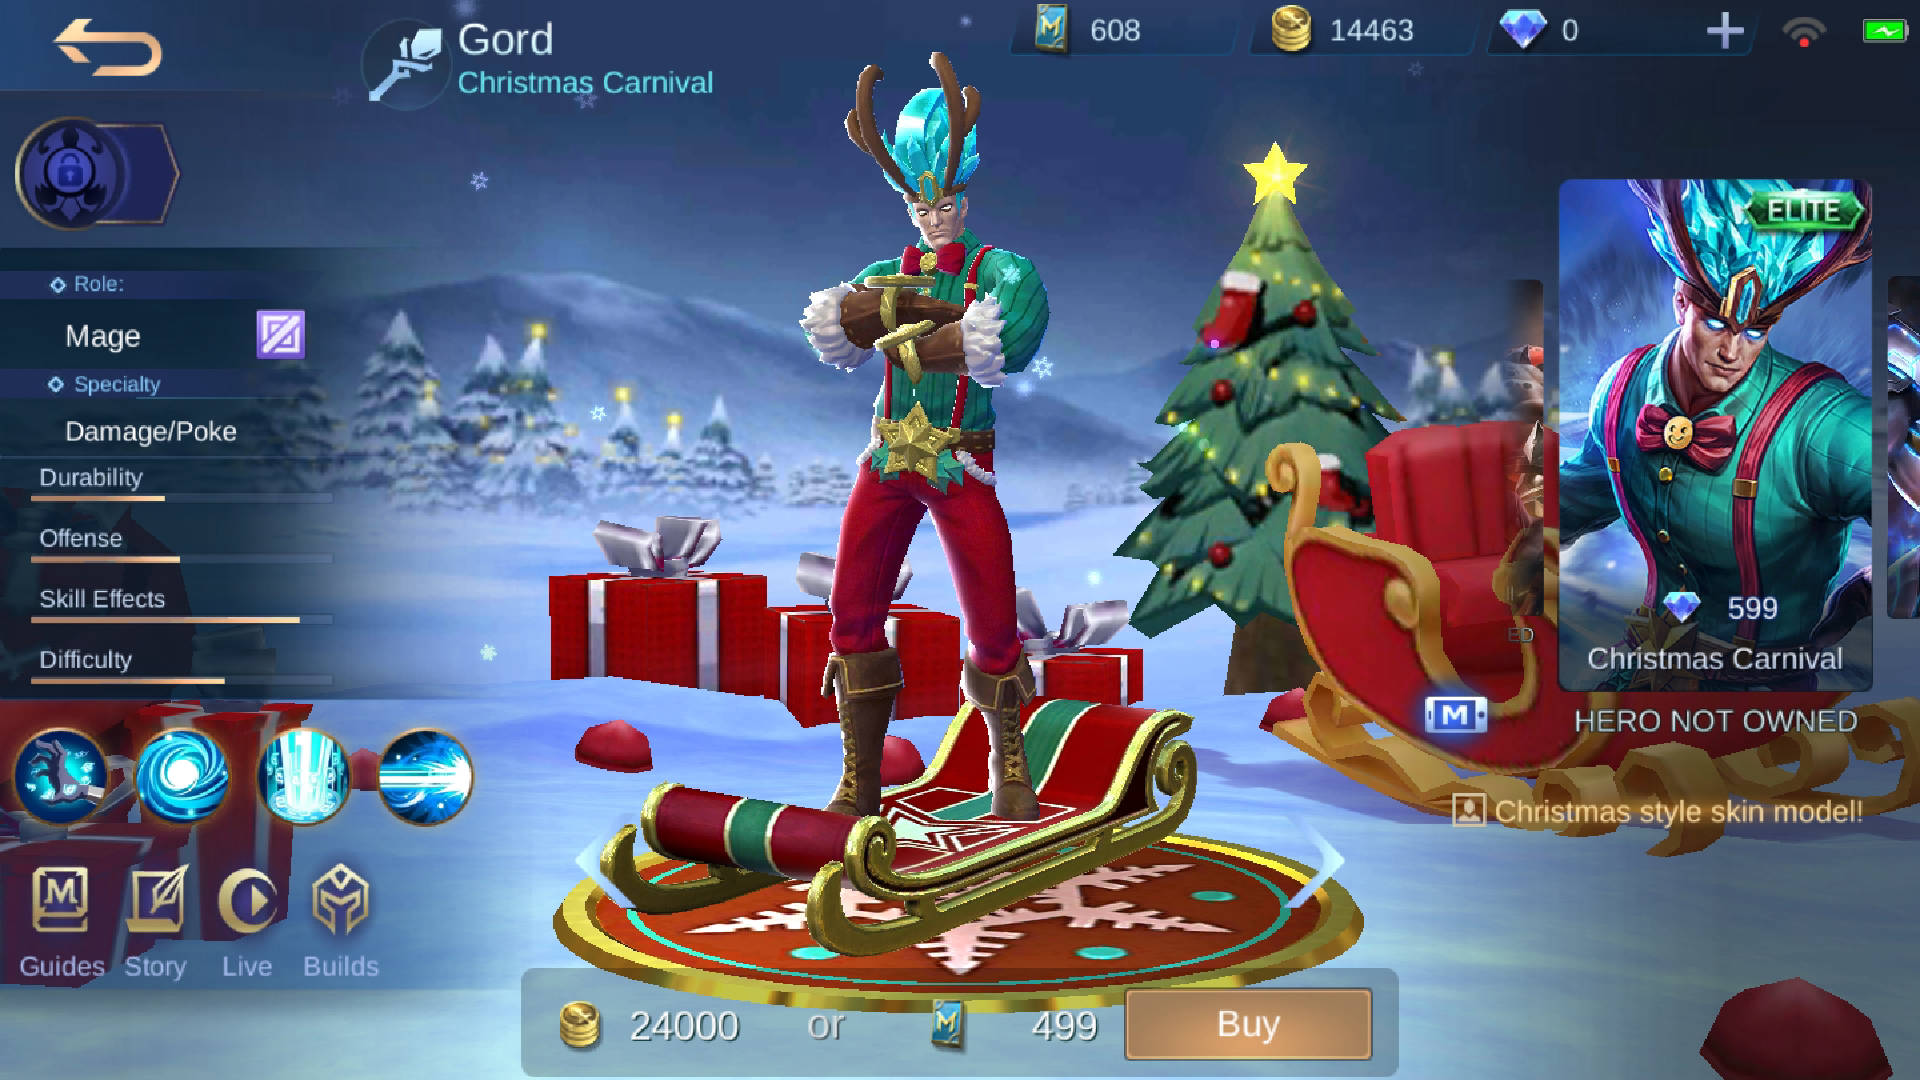 Gord
Christmas Carnival
608
14463
0
ELITE
Role:
Mage
Specialty
Damage/Poke
Durability
Offense
Skill Effects
Difficulty
599
Christmas Carnival
HERO NOT OWNED
Christmas style skin model!
Guides
Story
Live
Builds
24000 or 499
Buy